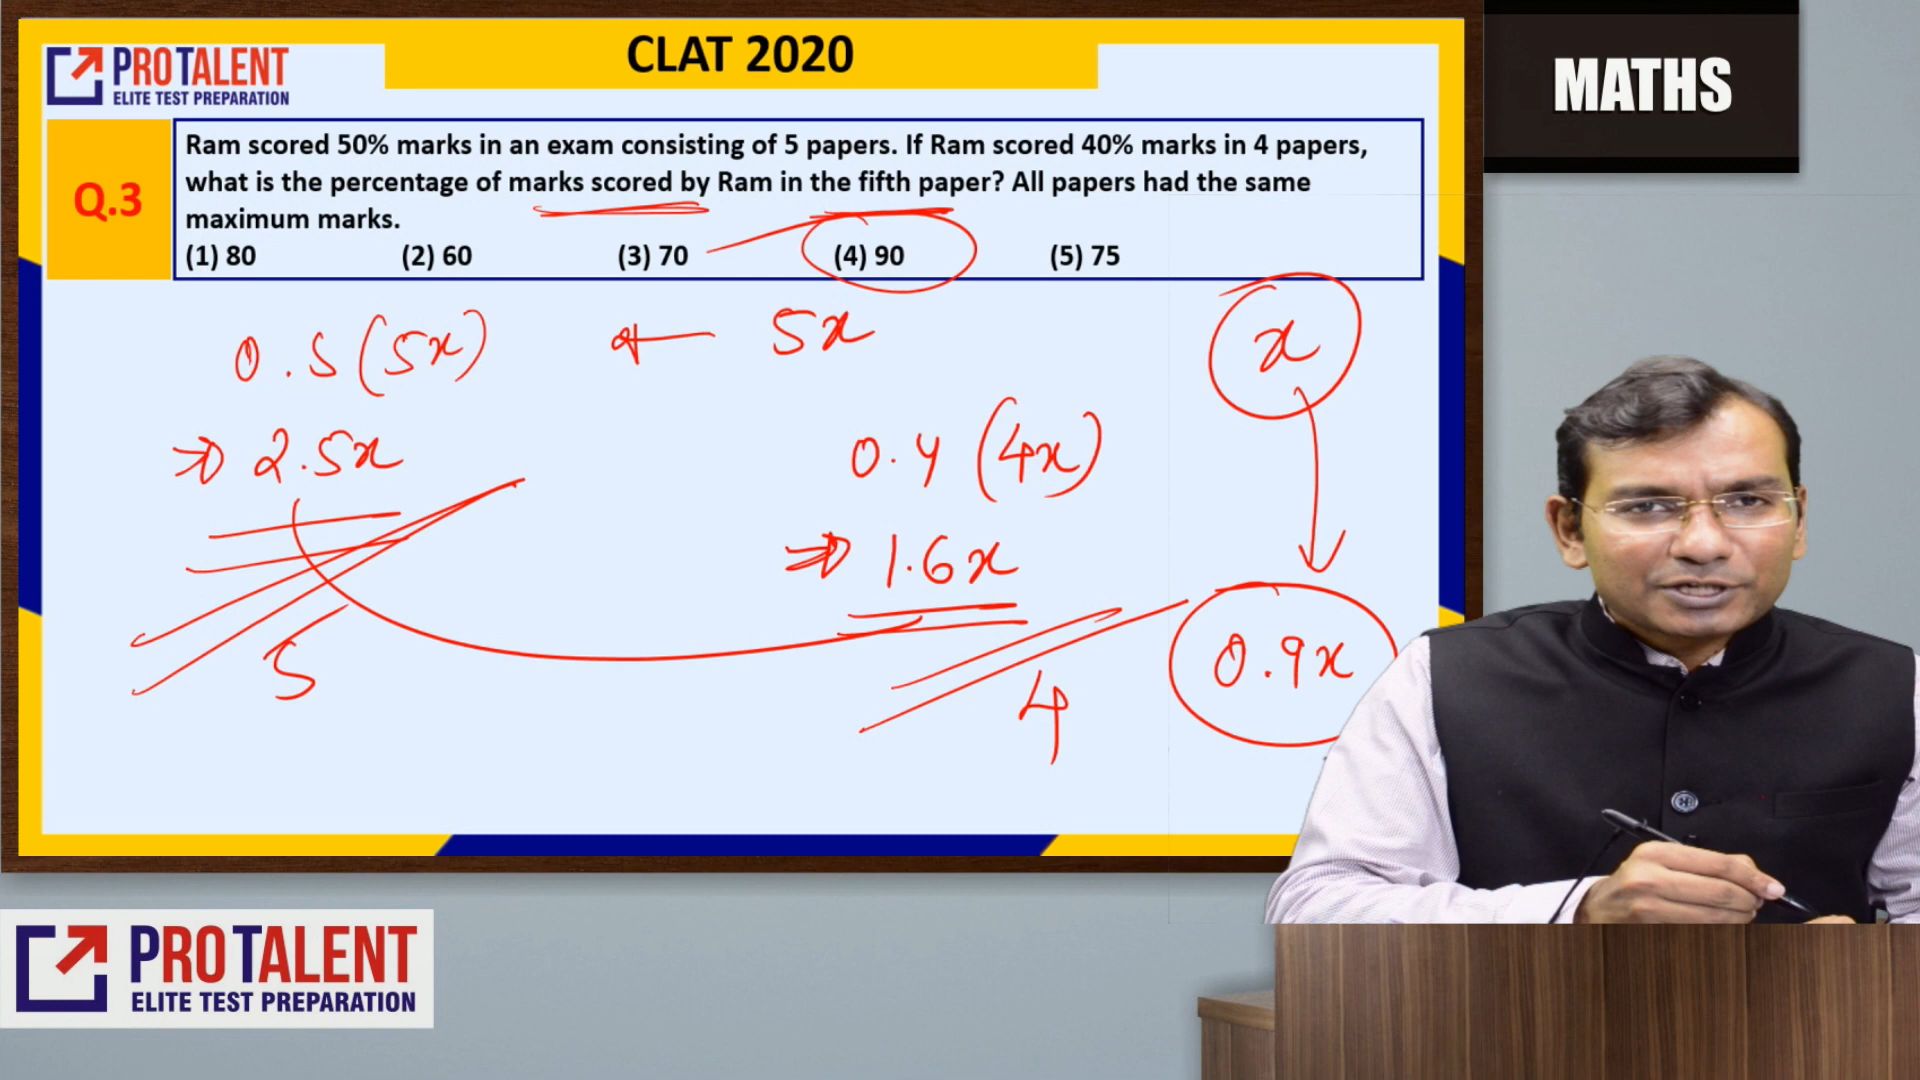 CLAT 2020
MATHS
PROTALENT
ELITE TEST PREPARATION
Q.3
Ram scored 50% marks in an exam consisting of 5 papers. If Ram scored 40% marks in 4 papers,
what is the percentage of marks scored by Ram in the fifth paper? All papers had the same
maximum marks.
(1) 80 (2) 60 (3) 70 (4) 90 (5) 75
0.5(5x) ← 5x x
⇒ 2.5x 0.4 (4x)
⇒ 1.6x
5 4 0.9x
PROTALENT
ELITE TEST PREPARATION